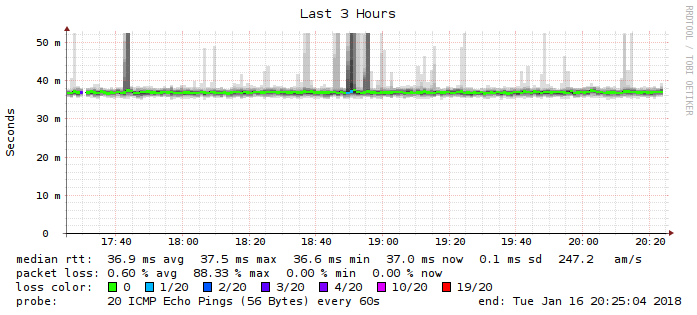 Last 3 Hours
RRDTOOL / TOBI OETIKER
Seconds
50 m
40 m
30 m
20 m
10 m
0
17:40 18:00 18:20 18:40 19:00 19:20 19:40 20:00 20:20
median rtt: 36.9 ms avg 37.5 ms max 36.6 ms min 37.0 ms now 0.1 ms sd 247.2 am/s
packet loss: 0.60 % avg 88.33 % max 0.00 % min 0.00 % now
loss color: 0 1/20 2/20 3/20 4/20 10/20 19/20
probe: 20 ICMP Echo Pings (56 Bytes) every 60s end: Tue Jan 16 20:25:04 2018